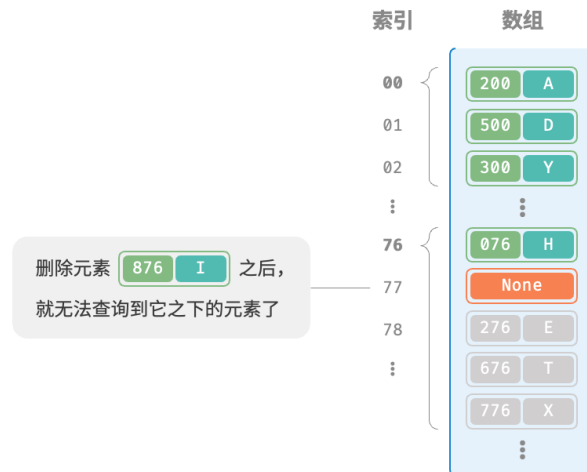 索引 数组
00 200 A
01 500 D
02 300 Y
76 076 H
删除元素 876 I 之后，
77 None
就无法查询到它之下的元素了
78 276 E
676 T
776 X